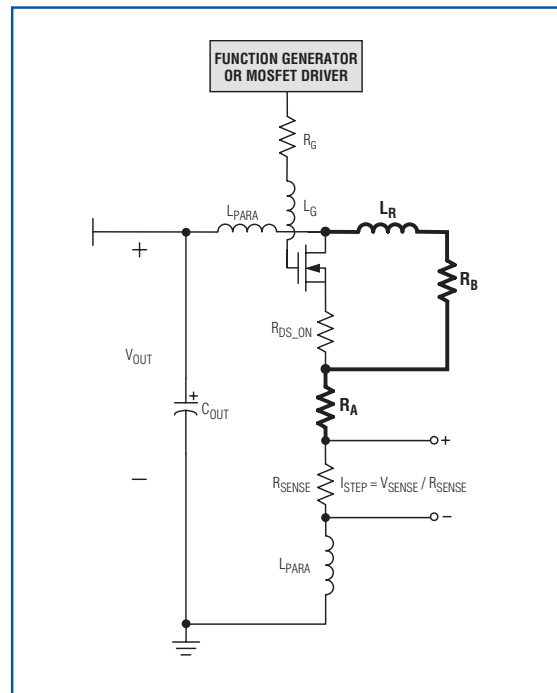 FUNCTION GENERATOR
OR MOSFET DRIVER
R_G
L_G
L_PARA
L_R
R_B
R_DS_ON
+
V_OUT
+
C_OUT
R_A
+
R_SENSE
I_STEP = V_SENSE / R_SENSE
–
–
L_PARA